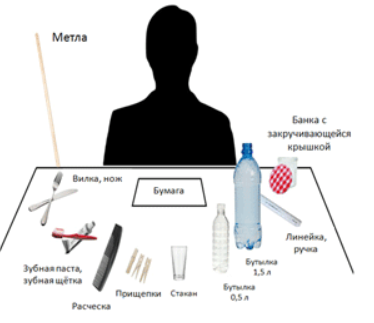 Метла
Банка с
закручивающейся
крышкой
Вилка, нож
Бумага
Линейка,
ручка
Бутылка
1,5 л
Зубная паста,
зубная щётка
Прищепки
Стакан
Бутылка
0,5 л
Расческа